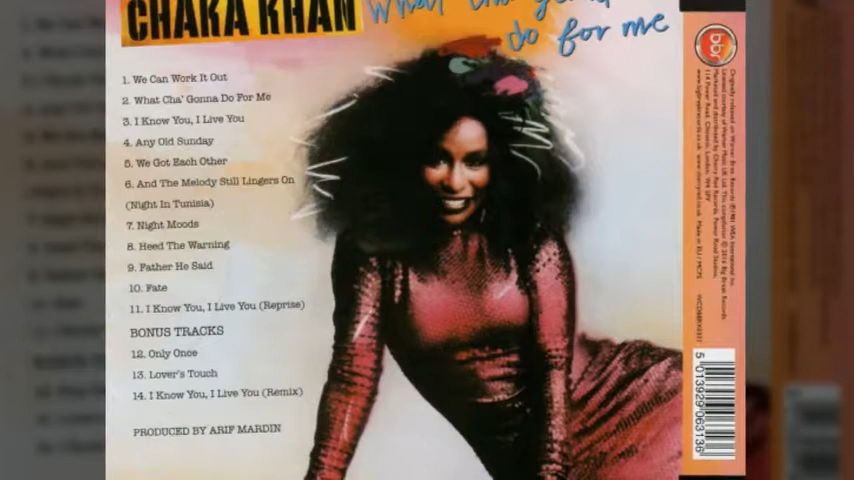 CHAKA KHAN
do for me
1. We Can Work It Out
2. What Cha' Gonna Do For Me
3. I Know You, I Live You
4. Any Old Sunday
5. We Got Each Other
6. And The Melody Still Lingers On
(Night In Tunisia)
7. Night Moods
8. Heed The Warning
9. Father He Said
10. Fate
11. I Know You, I Live You (Reprise)
BONUS TRACKS
12. Only Once
13. Lover's Touch
14. I Know You, I Live You (Remix)
PRODUCED BY ARIF MARDIN
bbr
5 013929 063136